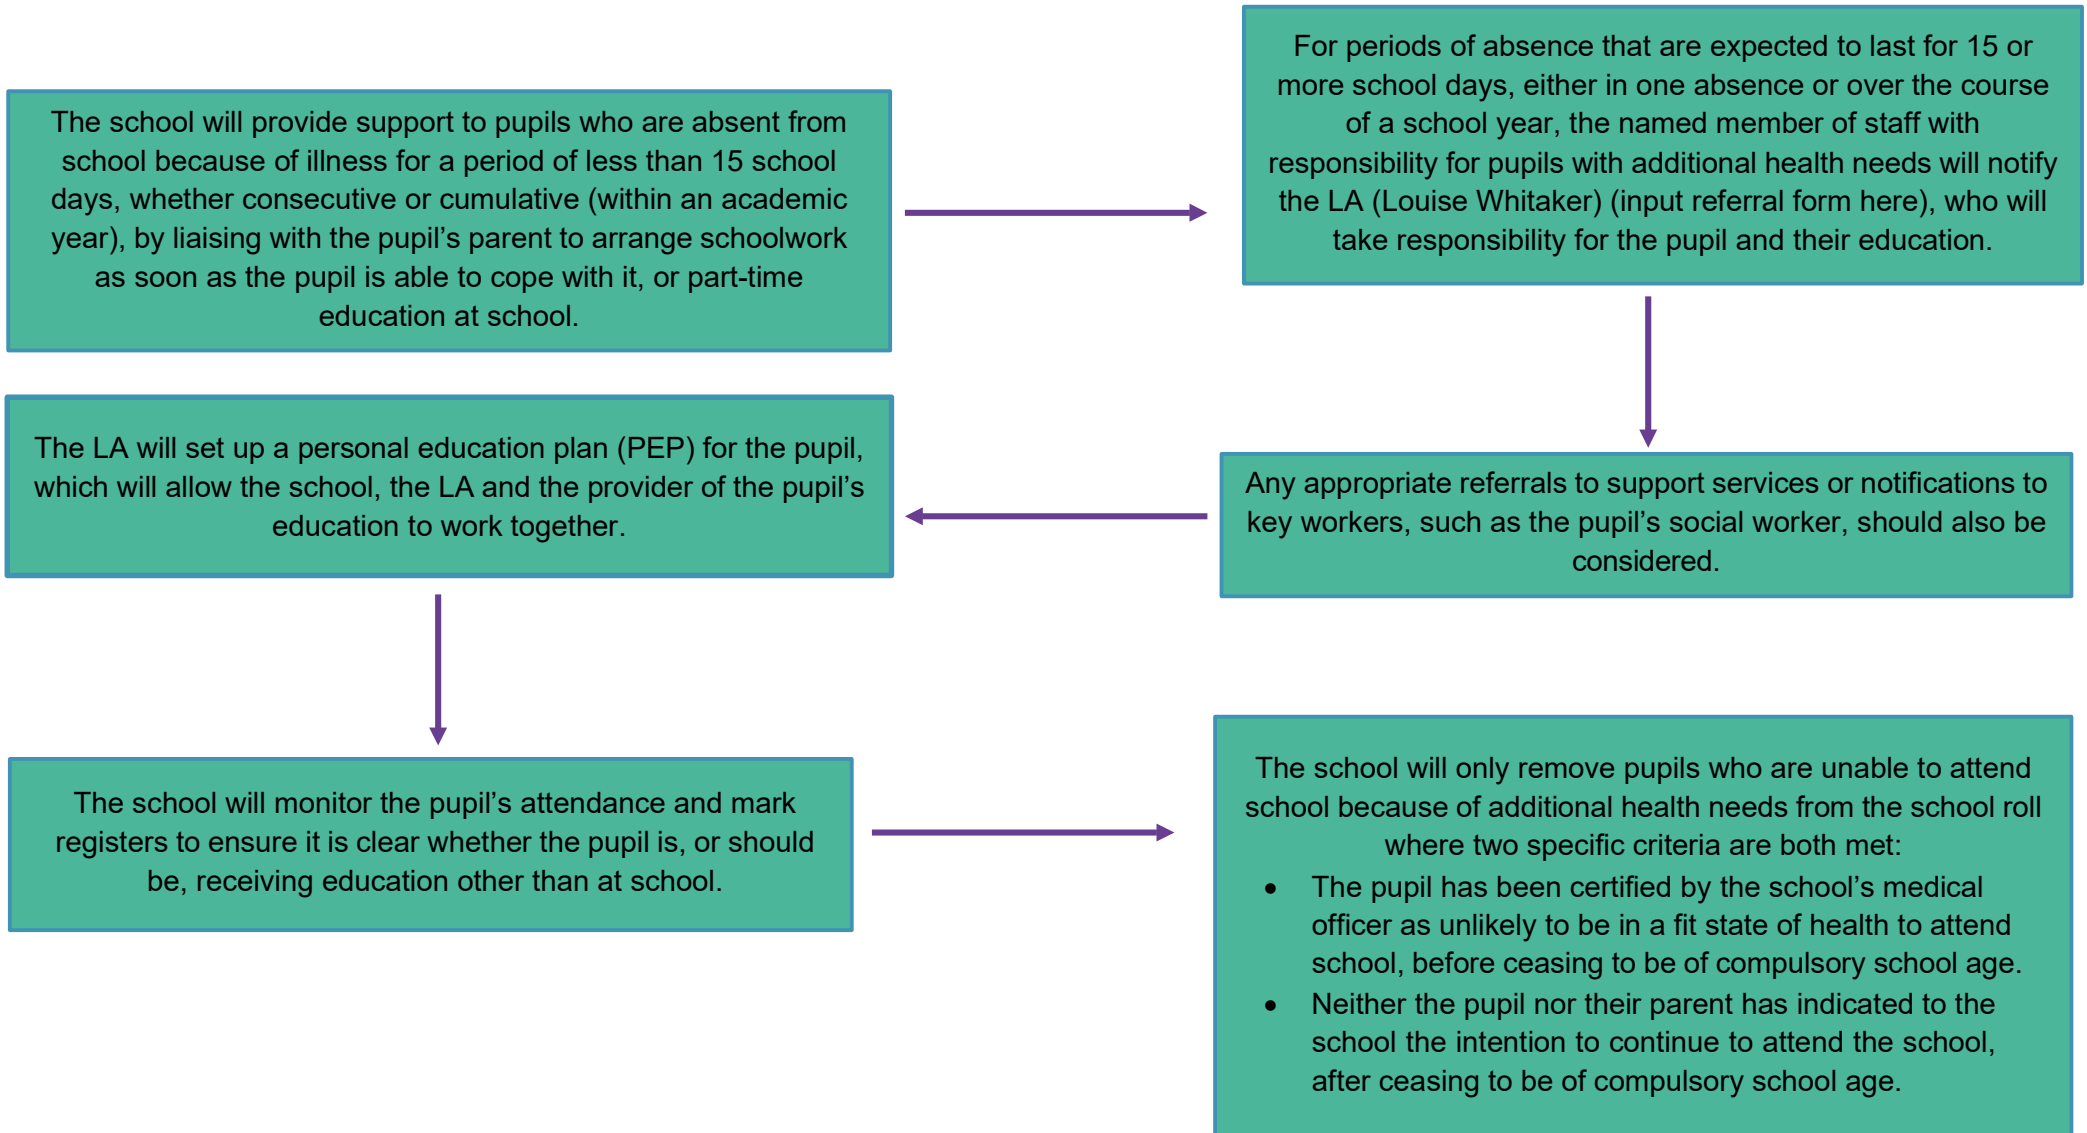 The school will provide support to pupils who are absent from
school because of illness for a period of less than 15 school
days, whether consecutive or cumulative (within an academic
year), by liaising with the pupil’s parent to arrange schoolwork
as soon as the pupil is able to cope with it, or part-time
education at school.
For periods of absence that are expected to last for 15 or
more school days, either in one absence or over the course
of a school year, the named member of staff with
responsibility for pupils with additional health needs will notify
the LA (Louise Whitaker) (input referral form here), who will
take responsibility for the pupil and their education.
Any appropriate referrals to support services or notifications to
key workers, such as the pupil’s social worker, should also be
considered.
The LA will set up a personal education plan (PEP) for the pupil,
which will allow the school, the LA and the provider of the pupil’s
education to work together.
The school will monitor the pupil’s attendance and mark
registers to ensure it is clear whether the pupil is, or should
be, receiving education other than at school.
The school will only remove pupils who are unable to attend
school because of additional health needs from the school roll
where two specific criteria are both met:
• The pupil has been certified by the school’s medical
officer as unlikely to be in a fit state of health to attend
school, before ceasing to be of compulsory school age.
• Neither the pupil nor their parent has indicated to the
school the intention to continue to attend the school,
after ceasing to be of compulsory school age.